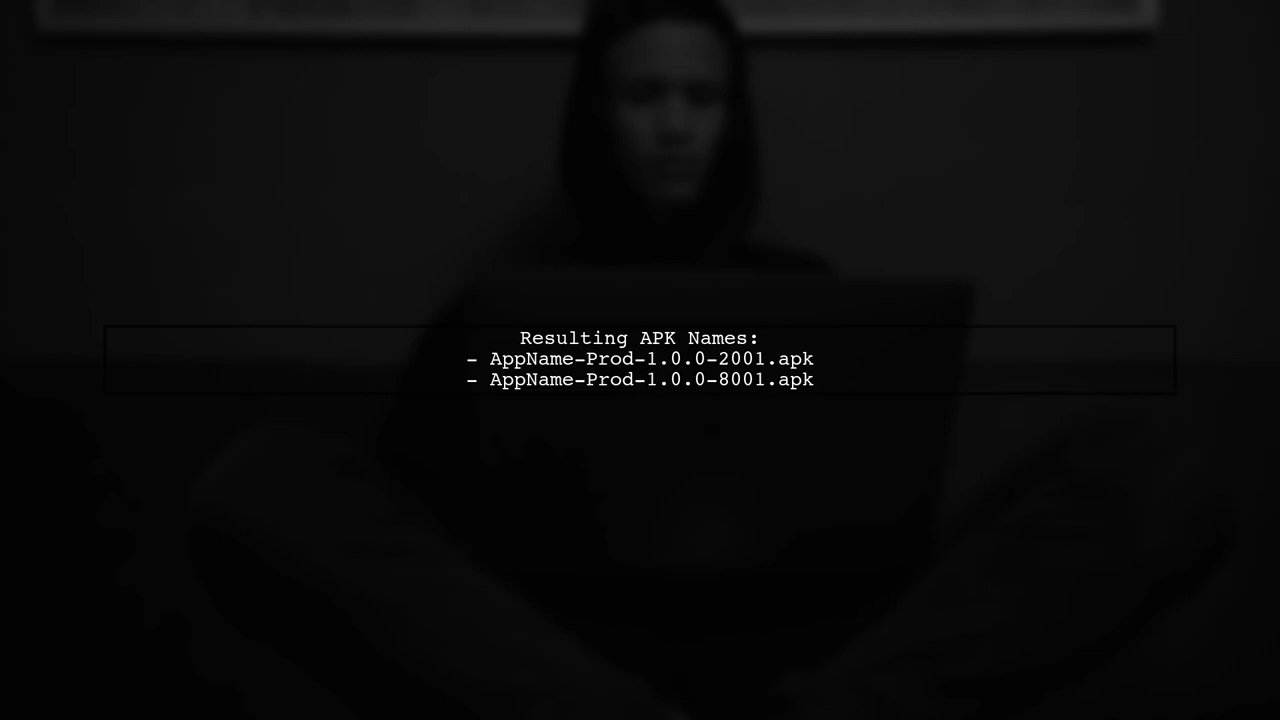 Resulting APK Names:
- AppName-Prod-1.0.0-2001.apk
- AppName-Prod-1.0.0-8001.apk